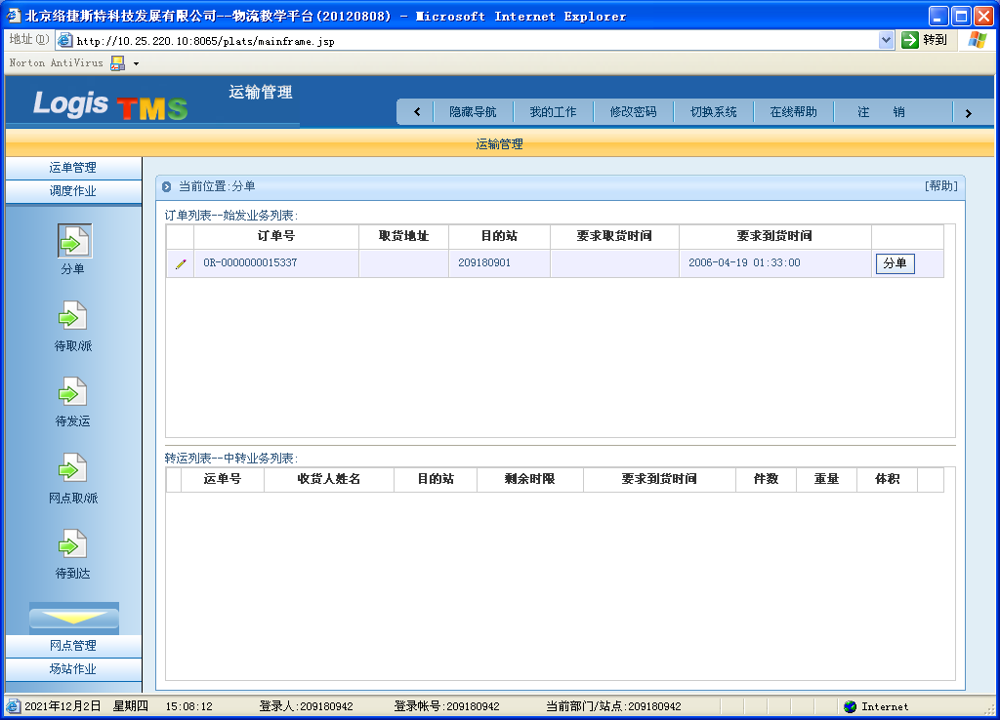 北京络捷斯特科技发展有限公司--物流教学平台(20120808) - Microsoft Internet Explorer
地址(D) http://10.25.220.10:8065/plats/mainframe.jsp 转到
Norton AntiVirus
Logis TMS 运输管理
隐藏导航 我的工作 修改密码 切换系统 在线帮助 注 销
运输管理
运单管理
调度作业
分单
待取/派
待发运
网点取/派
待到达
网点管理
场站作业
当前位置:分单 [帮助]
订单列表--始发业务列表:
订单号 取货地址 目的站 要求取货时间 要求到货时间
OR-0000000015337 209180901 2006-04-19 01:33:00 分单
转运列表--中转业务列表:
运单号 收货人姓名 目的站 剩余时限 要求到货时间 件数 重量 体积
2021年12月2日 星期四 15:08:12 登录人:209180942 登录帐号:209180942 当前部门/站点:209180942 Internet